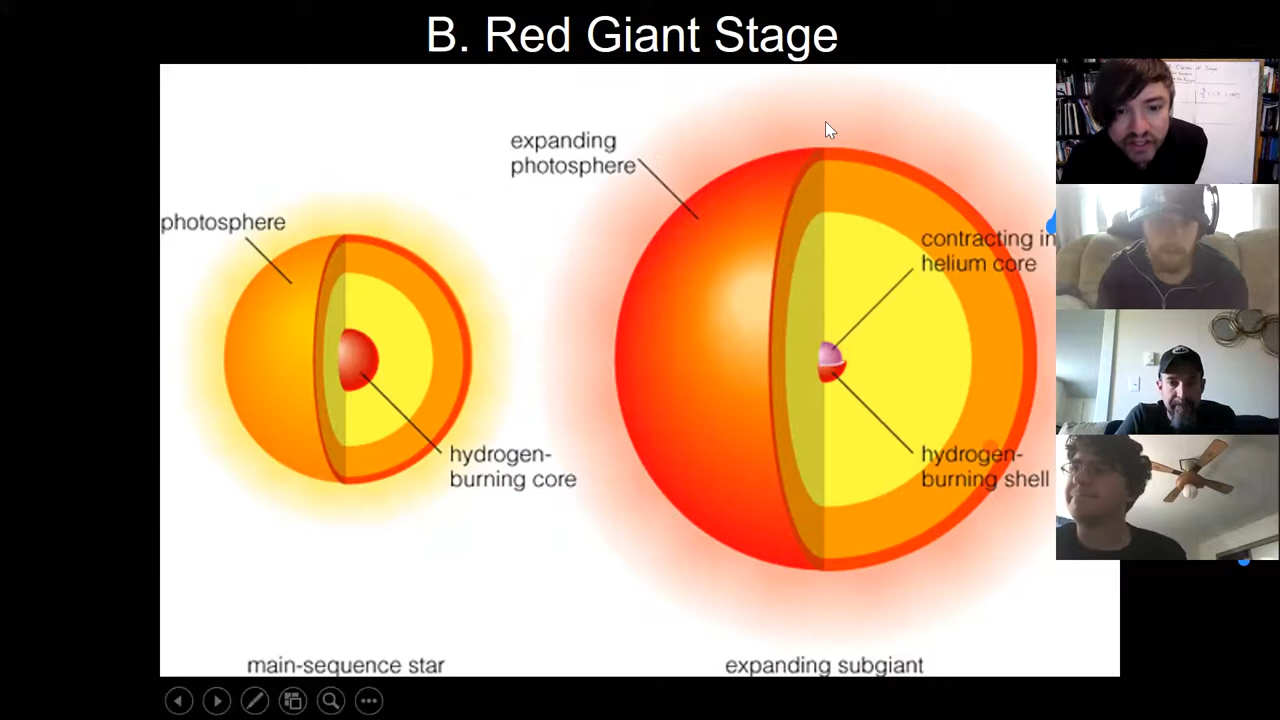 B. Red Giant Stage
expanding
photosphere
photosphere
contracting in
helium core
hydrogen-
burning core
hydrogen-
burning shell
main-sequence star
expanding subgiant